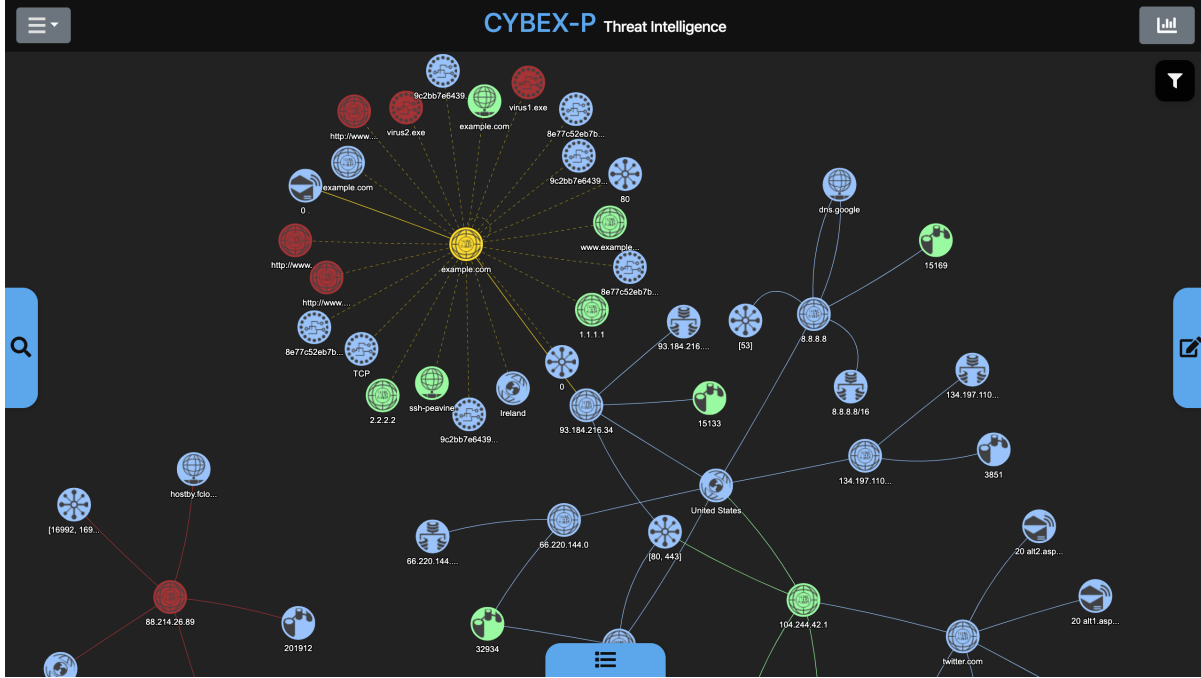 CYBEX-P Threat Intelligence
9c2bb7e6439...
virus1.exe
http://www....
virus2.exe
example.com
8e77c52eb7b...
example.com
9c2bb7e6439...
80
0
dns.google
www.example...
15169
http://www.
example.com
8e77c52eb7b...
http://www....
1.1.1.1
8.8.8.8
93.184.216....
[53]
8e77c52eb7b...
TCP
0
134.197.110...
8.8.8.8/16
2.2.2.2
ssh-peavine
Ireland
15133
93.184.216.34
9c2bb7e6439...
134.197.110...
3851
hostby.fcio...
United States
[16992, 169...
66.220.144.0
[80, 443]
66.220.144....
20 alt2.asp...
88.214.26.89
201912
32934
104.244.42.1
20 alt1.asp...
twitter.com